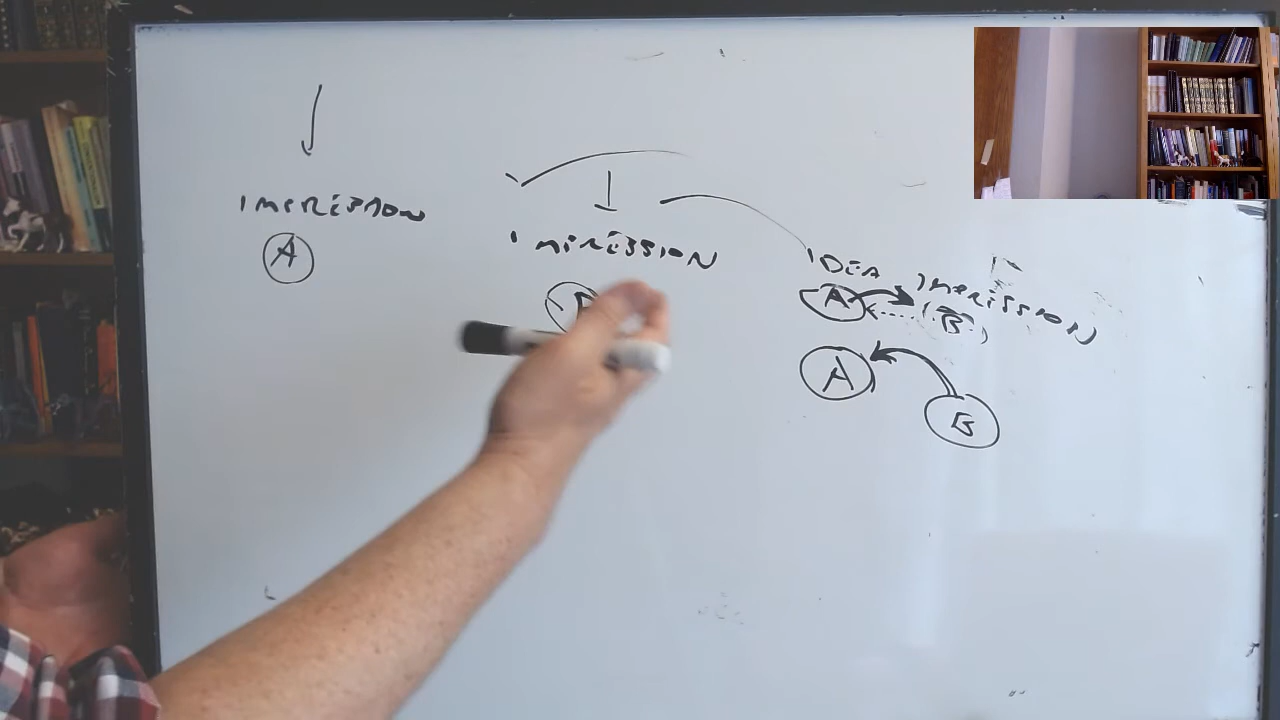 IMPRESSION
A
IMPRESSION
IDEA IMPRESSION
A B
A
B